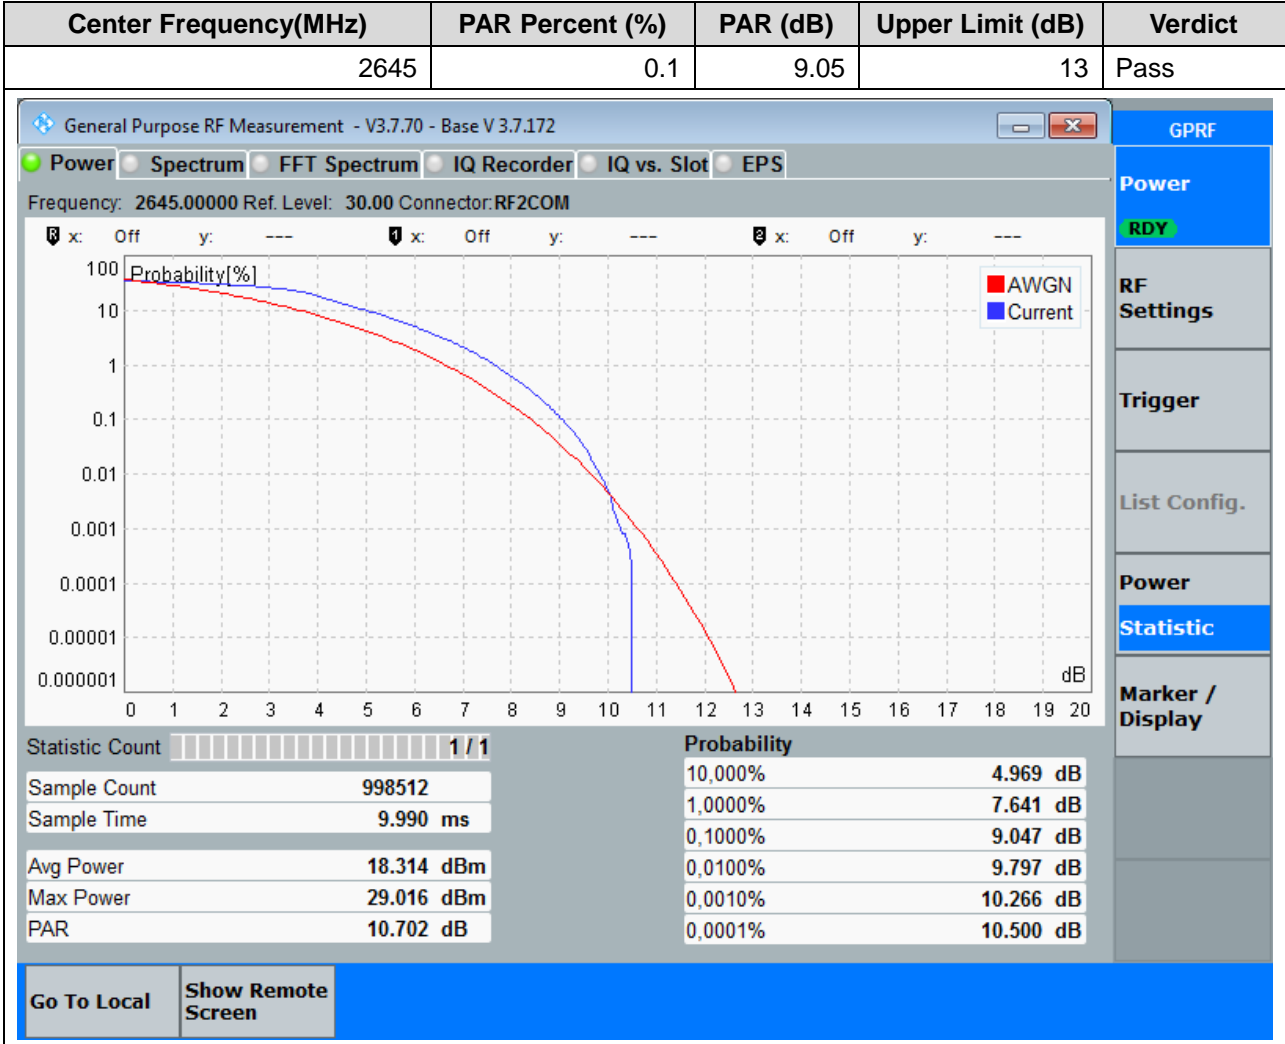 Center Frequency(MHz) PAR Percent (%) PAR (dB) Upper Limit (dB) Verdict
2645 0.1 9.05 13 Pass
General Purpose RF Measurement - V3.7.70 - Base V 3.7.172
GPRF
Power Spectrum FFT Spectrum IQ Recorder IQ vs. Slot EPS
Frequency: 2645.00000 Ref. Level: 30.00 Connector: RF2COM
R x: Off y: --- 1 x: Off y: --- 2 x: Off y: ---
Probability[%]
AWGN
Current
100
10
1
0.1
0.01
0.001
0.0001
0.00001
0.000001
dB
0 1 2 3 4 5 6 7 8 9 10 11 12 13 14 15 16 17 18 19 20
Statistic Count 1 / 1
Sample Count 998512
Sample Time 9.990 ms
Avg Power 18.314 dBm
Max Power 29.016 dBm
PAR 10.702 dB
Probability
10,000% 4.969 dB
1,0000% 7.641 dB
0,1000% 9.047 dB
0,0100% 9.797 dB
0,0010% 10.266 dB
0,0001% 10.500 dB
Power
RDY
RF
Settings
Trigger
List Config.
Power
Statistic
Marker /
Display
Go To Local
Show Remote
Screen